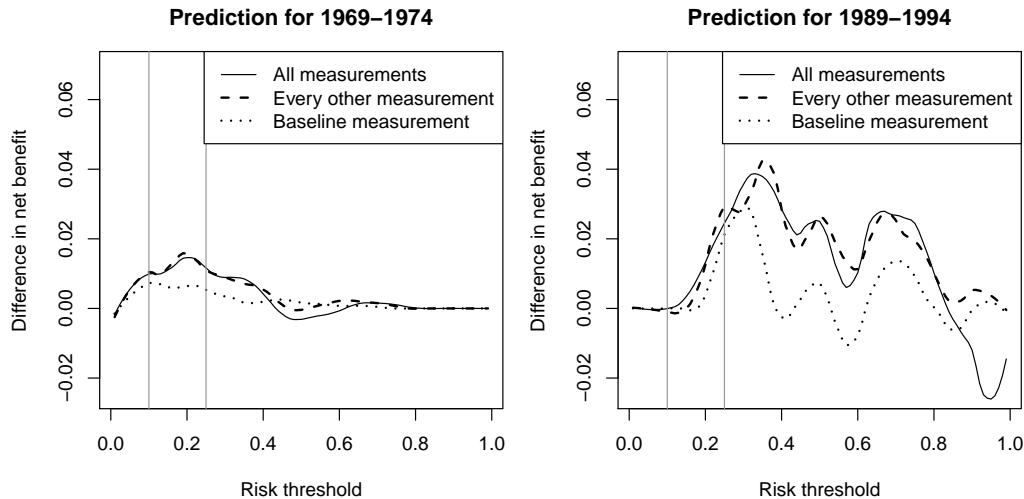 Prediction for 1969–1974
Difference in net benefit
0.06
0.04
0.02
0.00
−0.02
All measurements
Every other measurement
Baseline measurement
0.0 0.2 0.4 0.6 0.8 1.0
Risk threshold
Prediction for 1989–1994
Difference in net benefit
0.06
0.04
0.02
0.00
−0.02
All measurements
Every other measurement
Baseline measurement
0.0 0.2 0.4 0.6 0.8 1.0
Risk threshold